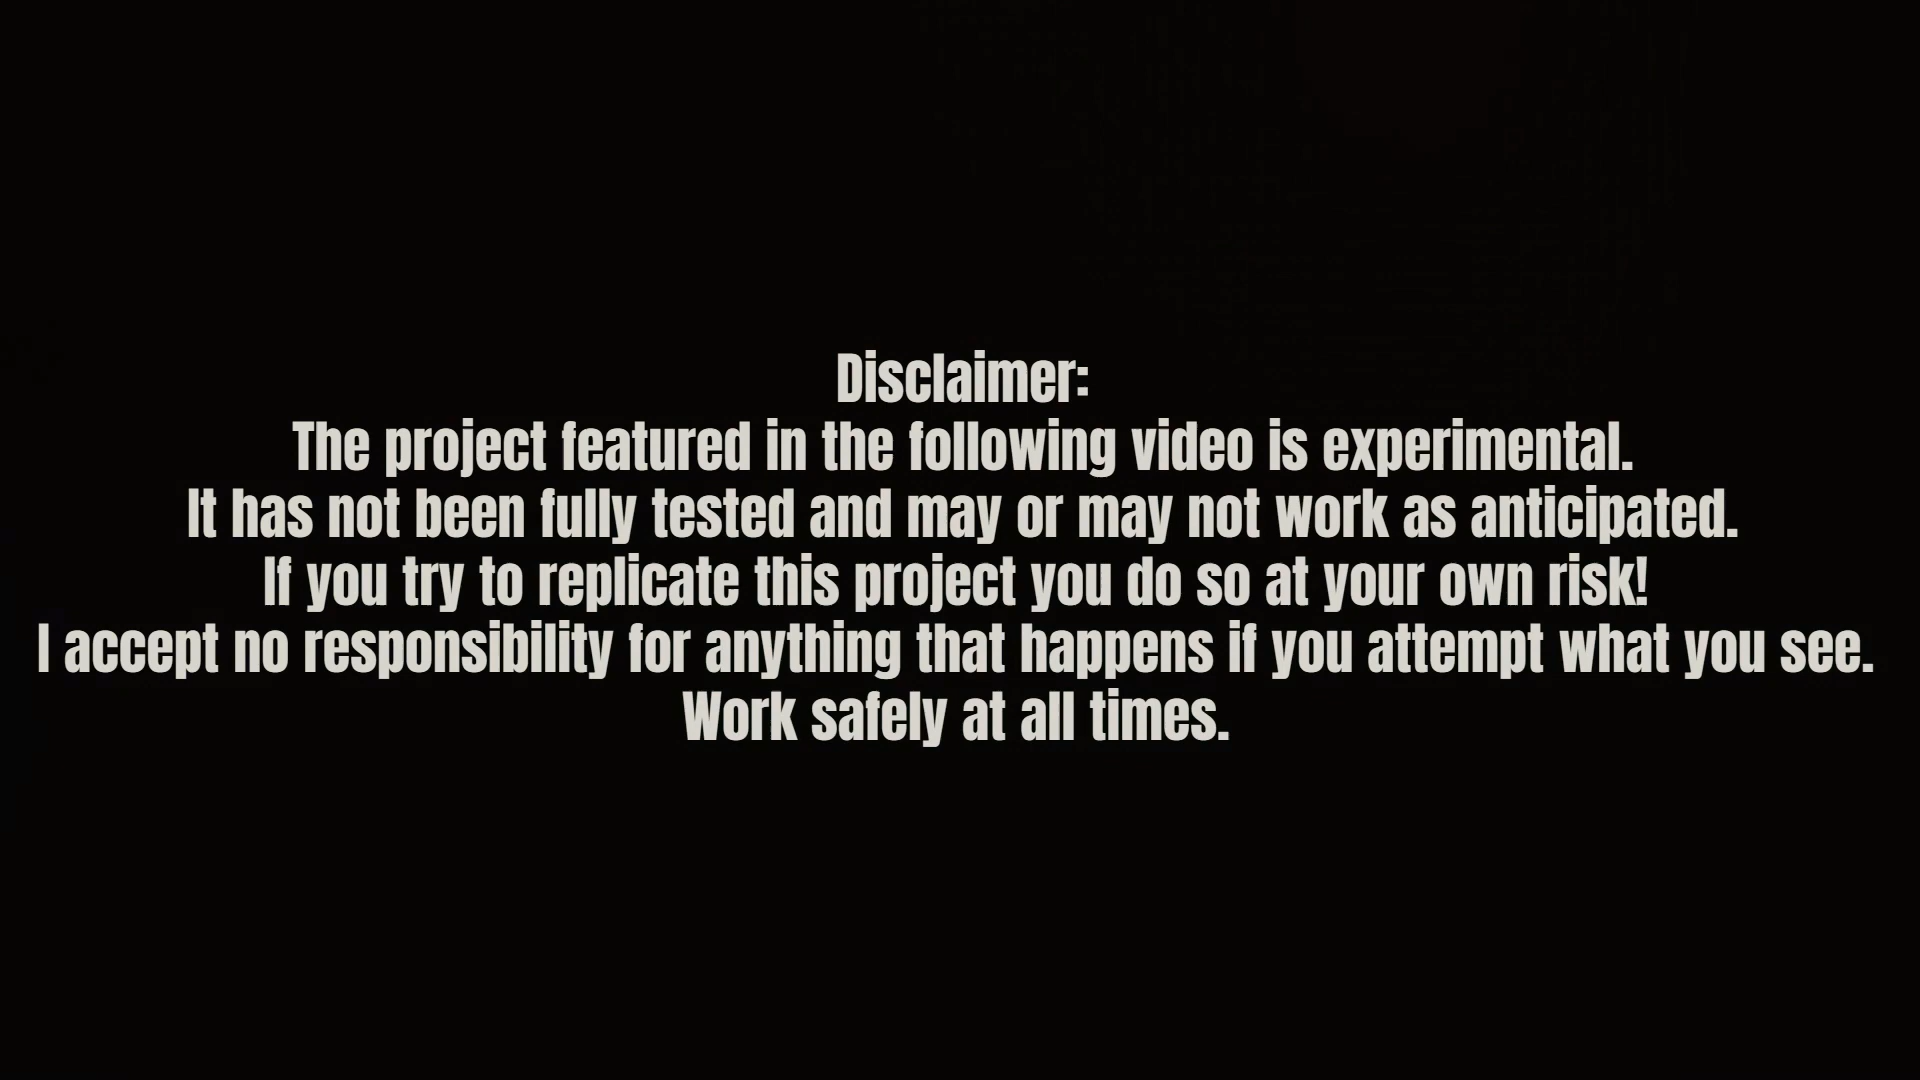 Disclaimer:
The project featured in the following video is experimental.
It has not been fully tested and may or may not work as anticipated.
If you try to replicate this project you do so at your own risk!
I accept no responsibility for anything that happens if you attempt what you see.
Work safely at all times.